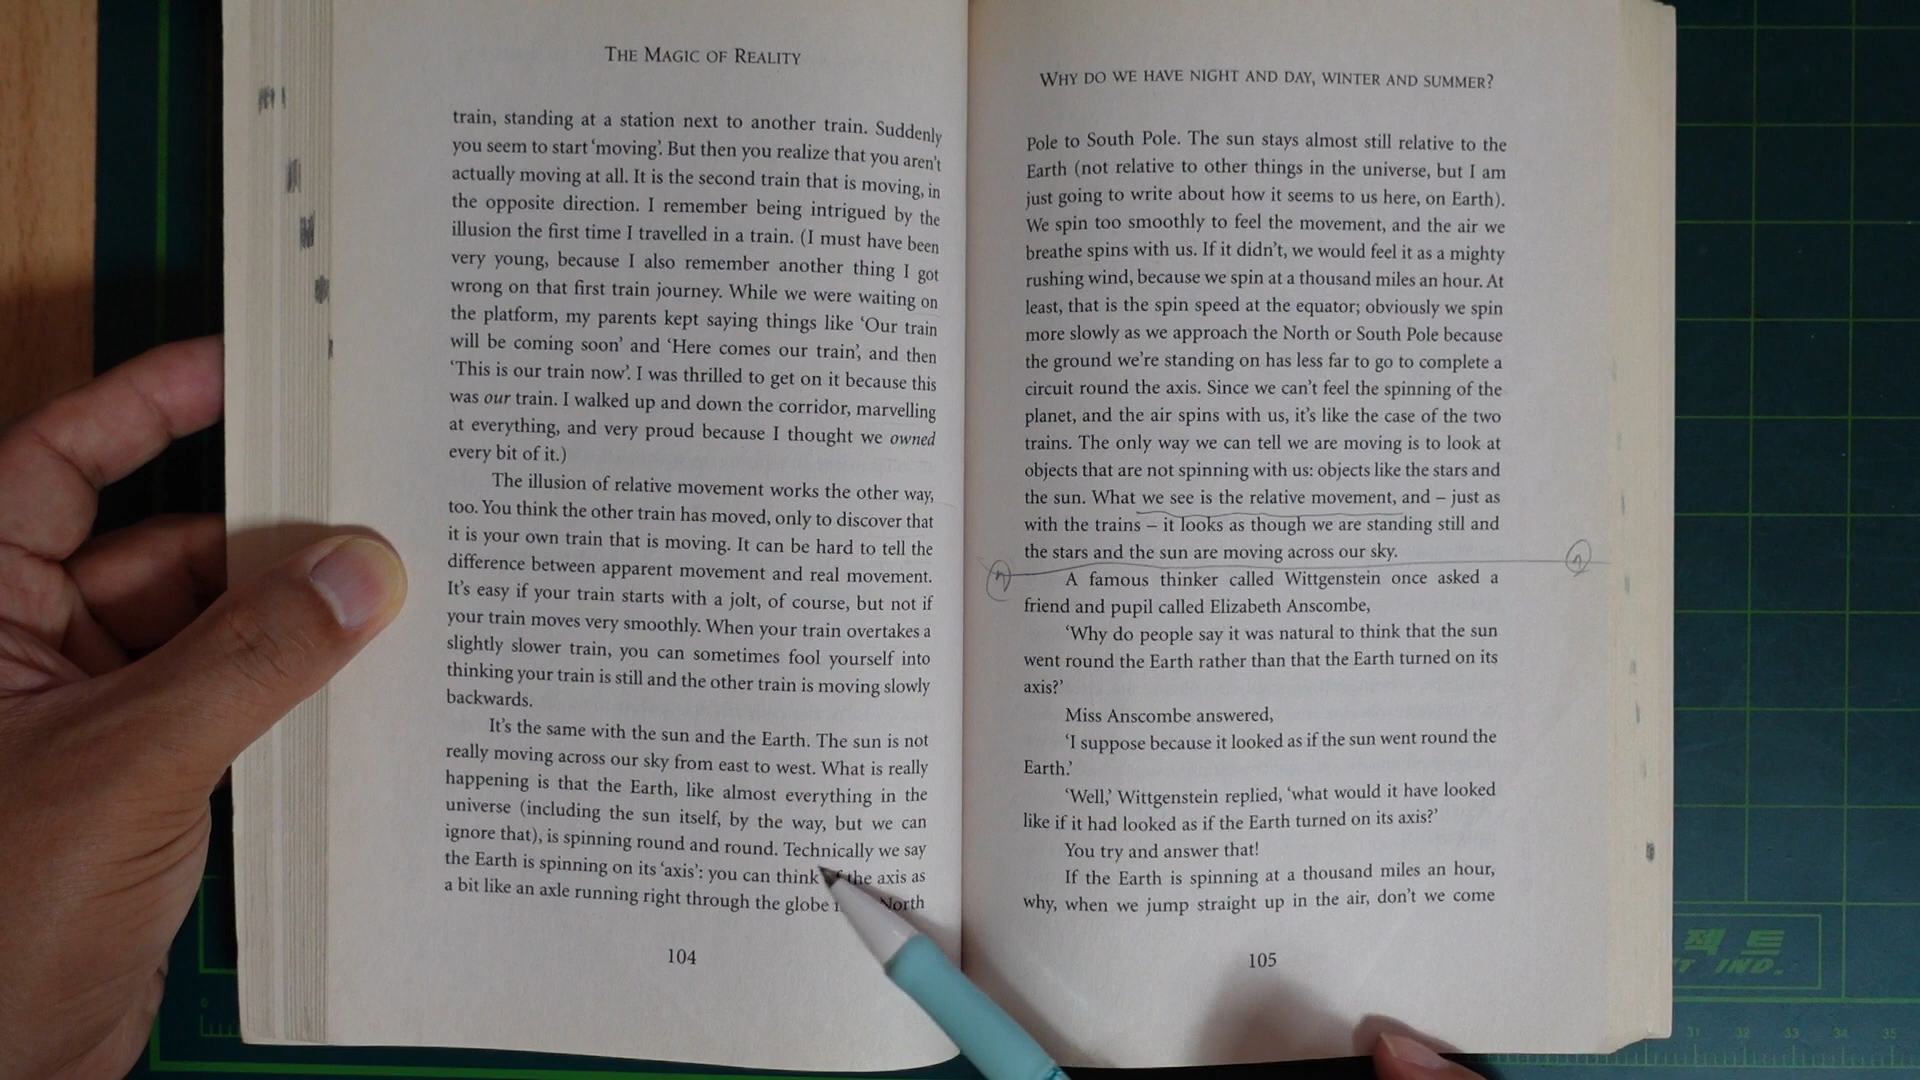 THE MAGIC OF REALITY
train, standing at a station next to another train. Suddenly
you seem to start ‘moving’. But then you realize that you aren’t
actually moving at all. It is the second train that is moving, in
the opposite direction. I remember being intrigued by the
illusion the first time I travelled in a train. (I must have been
very young, because I also remember another thing I got
wrong on that first train journey. While we were waiting on
the platform, my parents kept saying things like ‘Our train
will be coming soon’ and ‘Here comes our train’, and then
‘This is our train now’. I was thrilled to get on it because this
was our train. I walked up and down the corridor, marvelling
at everything, and very proud because I thought we owned
every bit of it.)
The illusion of relative movement works the other way,
too. You think the other train has moved, only to discover that
it is your own train that is moving. It can be hard to tell the
difference between apparent movement and real movement.
It’s easy if your train starts with a jolt, of course, but not if
your train moves very smoothly. When your train overtakes a
slightly slower train, you can sometimes fool yourself into
thinking your train is still and the other train is moving slowly
backwards.
It’s the same with the sun and the Earth. The sun is not
really moving across our sky from east to west. What is really
happening is that the Earth, like almost everything in the
universe (including the sun itself, by the way, but we can
ignore that), is spinning round and round. Technically we say
the Earth is spinning on its ‘axis’: you can think the axis as
a bit like an axle running right through the globe North
104
WHY DO WE HAVE NIGHT AND DAY, WINTER AND SUMMER?
Pole to South Pole. The sun stays almost still relative to the
Earth (not relative to other things in the universe, but I am
just going to write about how it seems to us here, on Earth).
We spin too smoothly to feel the movement, and the air we
breathe spins with us. If it didn’t, we would feel it as a mighty
rushing wind, because we spin at a thousand miles an hour. At
least, that is the spin speed at the equator; obviously we spin
more slowly as we approach the North or South Pole because
the ground we’re standing on has less far to go to complete a
circuit round the axis. Since we can’t feel the spinning of the
planet, and the air spins with us, it’s like the case of the two
trains. The only way we can tell we are moving is to look at
objects that are not spinning with us: objects like the stars and
the sun. What we see is the relative movement, and – just as
with the trains – it looks as though we are standing still and
the stars and the sun are moving across our sky.
A famous thinker called Wittgenstein once asked a
friend and pupil called Elizabeth Anscombe,
‘Why do people say it was natural to think that the sun
went round the Earth rather than that the Earth turned on its
axis?’
Miss Anscombe answered,
‘I suppose because it looked as if the sun went round the
Earth.’
‘Well,’ Wittgenstein replied, ‘what would it have looked
like if it had looked as if the Earth turned on its axis?’
You try and answer that!
If the Earth is spinning at a thousand miles an hour,
why, when we jump straight up in the air, don’t we come
105
젝트
IND.
31 32 33 34 35